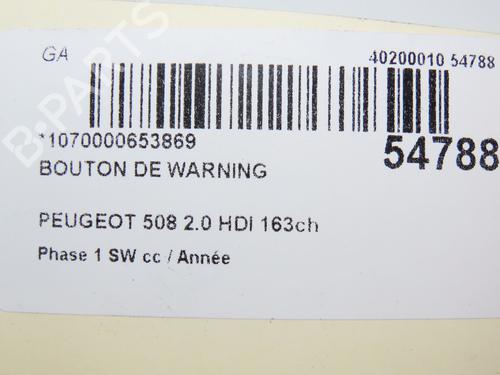 GA
40200010 54788
*1070000653869
54788
BOUTON DE WARNING
PEUGEOT 508 2.0 HDI 163ch
Phase 1 SW cc / Année
B-PARTS